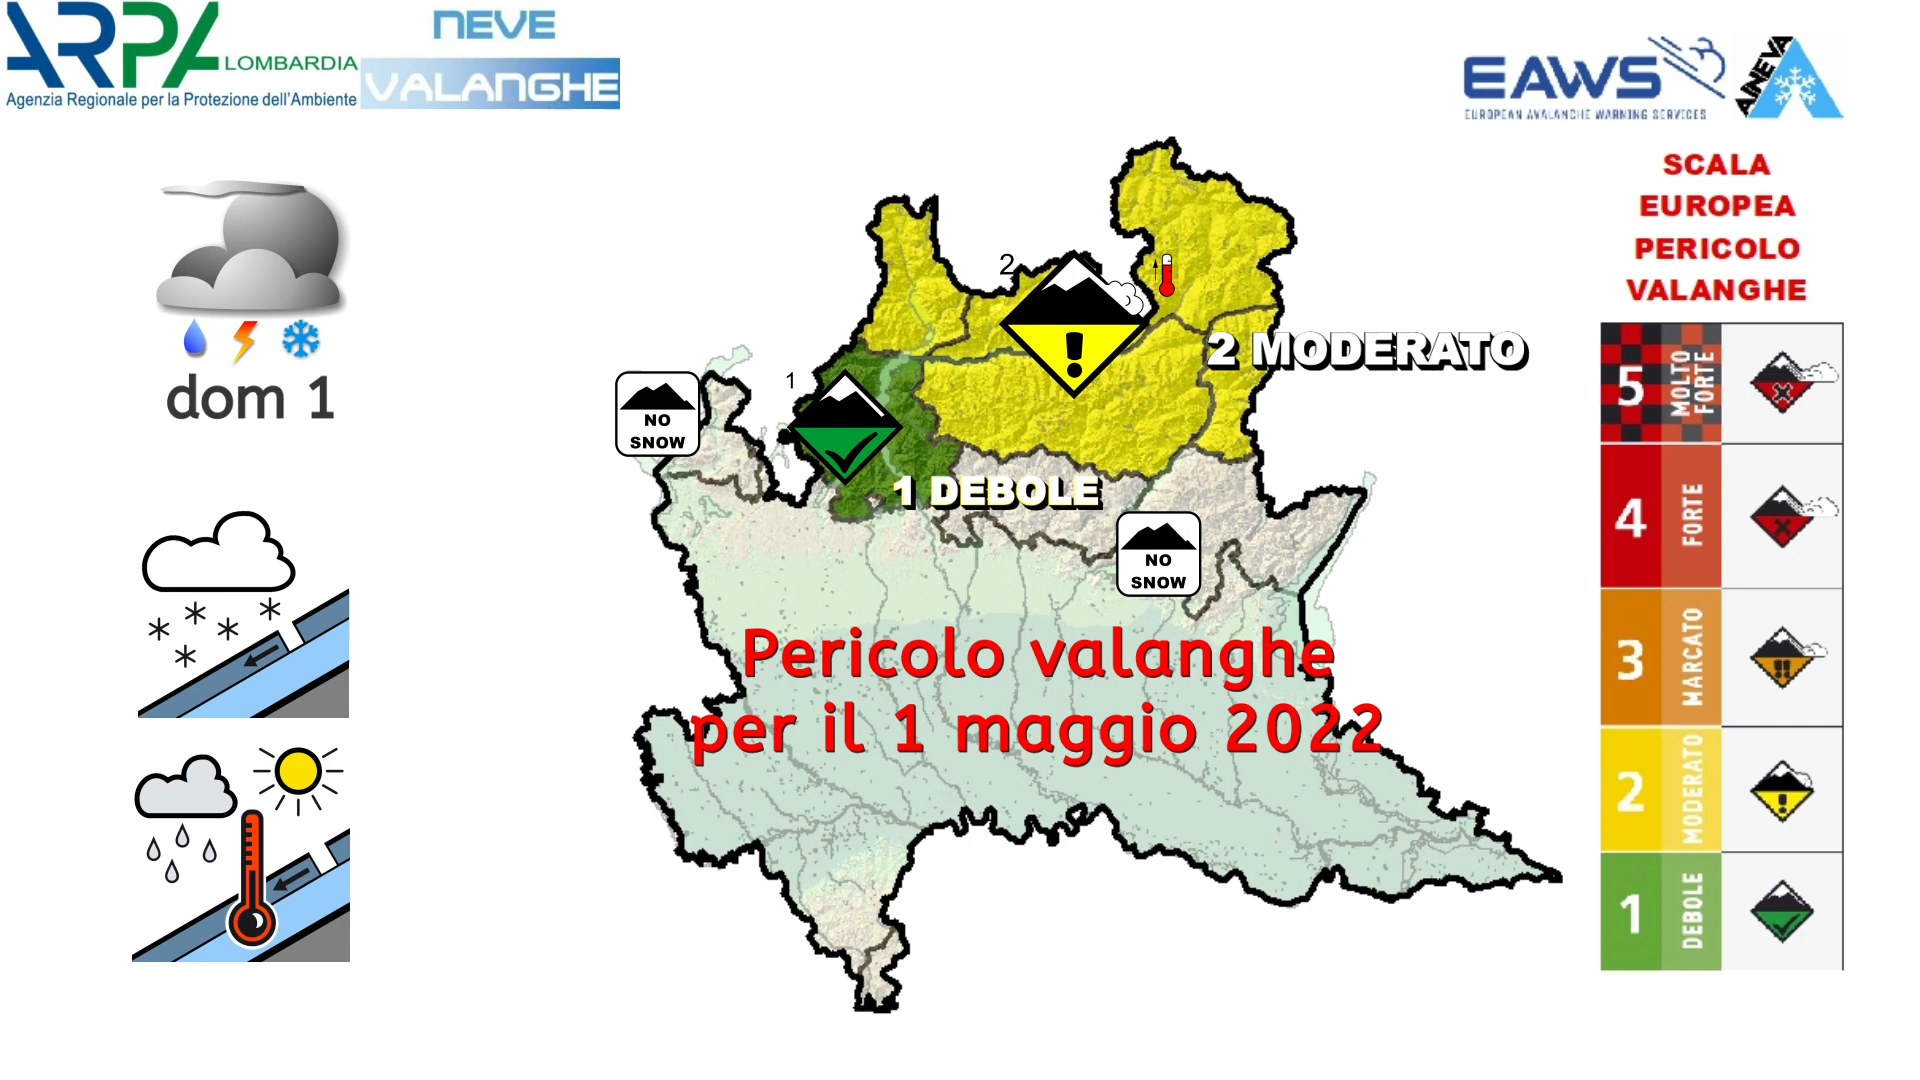 ARPA LOMBARDIA
Agenzia Regionale per la Protezione dell'Ambiente
NEVE
VALANGHE
EAWS
EUROPEAN AVALANCHE WARNING SERVICES
AINEVA
dom 1
2
2 MODERATO
1
1 DEBOLE
NO
SNOW
NO
SNOW
Pericolo valanghe
per il 1 maggio 2022
SCALA
EUROPEA
PERICOLO
VALANGHE
5 MOLTO FORTE
4 FORTE
3 MARCATO
2 MODERATO
1 DEBOLE